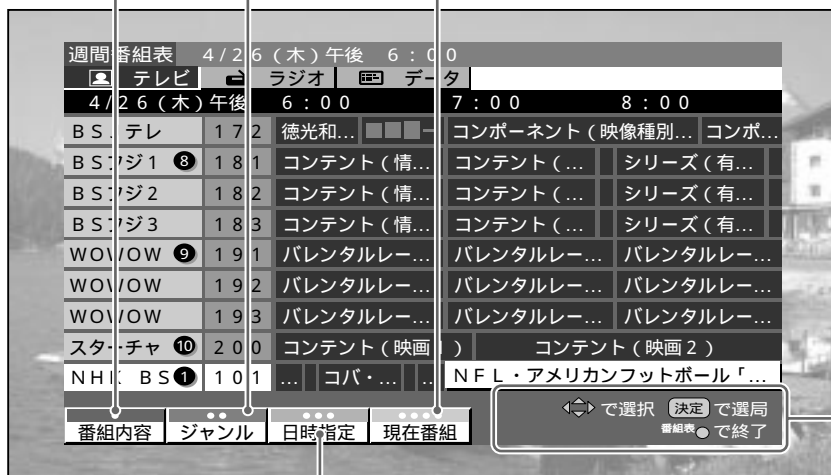 週間番組表 4/26(木)午後 6:00
テレビ ラジオ データ
4/26(木)午後 6:00 7:00 8:00
172 徳光和... コンポーネント(映像種別... コンポ...
BSフジ1 8 181 コンテント(情... コンテント(... シリーズ(有...
BSフジ2 182 コンテント(情... コンテント(... シリーズ(有...
BSフジ3 183 コンテント(情... コンテント(... シリーズ(有...
WOWOW 9 191 バレンタルレー... バレンタルレー... バレンタルレー...
WOWOW 192 バレンタルレー... バレンタルレー... バレンタルレー...
WOWOW 193 バレンタルレー... バレンタルレー... バレンタルレー...
スターチャ 10 200 コンテント(映画1) コンテント(映画2)
NHK BS 1 101 ... コバ・... .. NFL・アメリカンフットボール「...
で選択 決定 で選局
番組表 で終了
番組内容 ジャンル 日時指定 現在番組